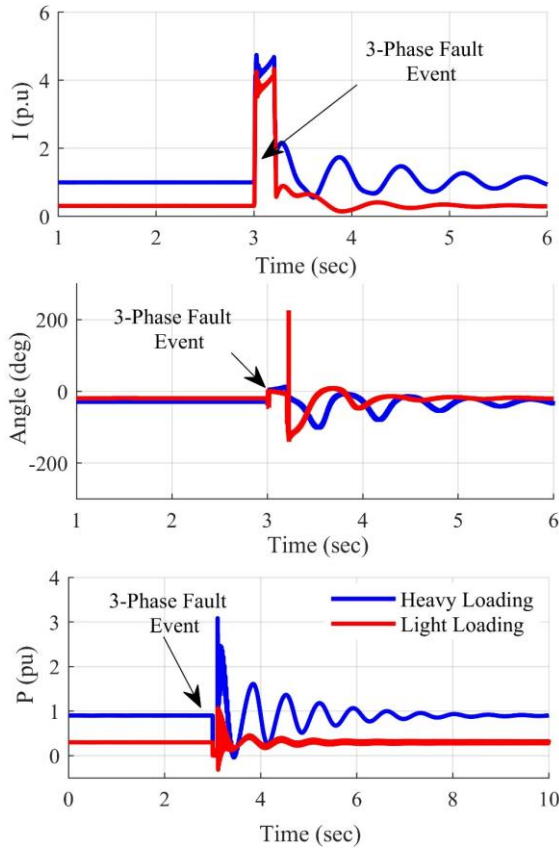 6
3-Phase Fault
Event
4
I (p.u)
2
0
1 2 3 4 5 6
Time (sec)
200
3-Phase Fault
Event
Angle (deg)
0
-200
1 2 3 4 5 6
Time (sec)
4
3-Phase Fault
Event
Heavy Loading
Light Loading
3
2
P (pu)
1
0
0 2 4 6 8 10
Time (sec)